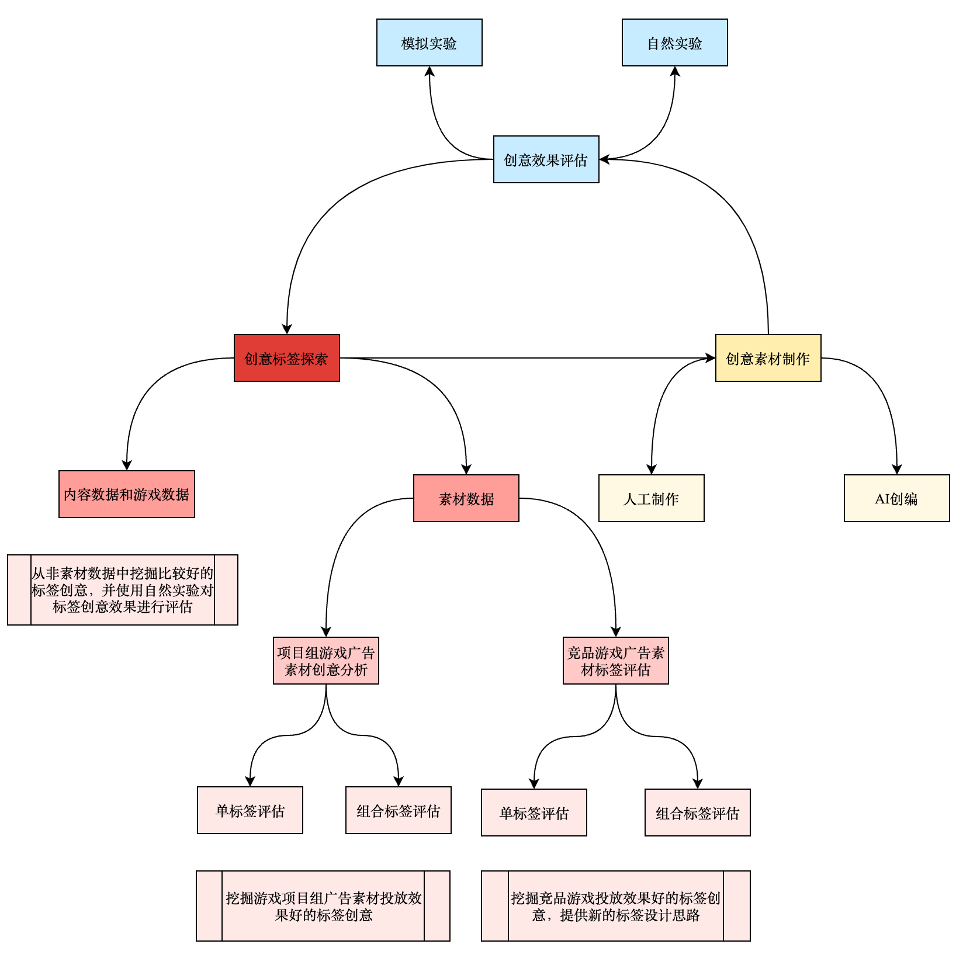 模拟实验
自然实验
创意效果评估
创意标签探索
创意素材制作
内容数据和游戏数据
素材数据
人工制作
AI创编
从非素材数据中挖掘比较好的
标签创意，并使用自然实验对
标签创意效果进行评估
项目组游戏广告
素材创意分析
竞品游戏广告素
材标签评估
单标签评估
组合标签评估
单标签评估
组合标签评估
挖掘游戏项目组广告素材投放效
果好的标签创意
挖掘竞品游戏投放效果好的标签创
意，提供新的标签设计思路